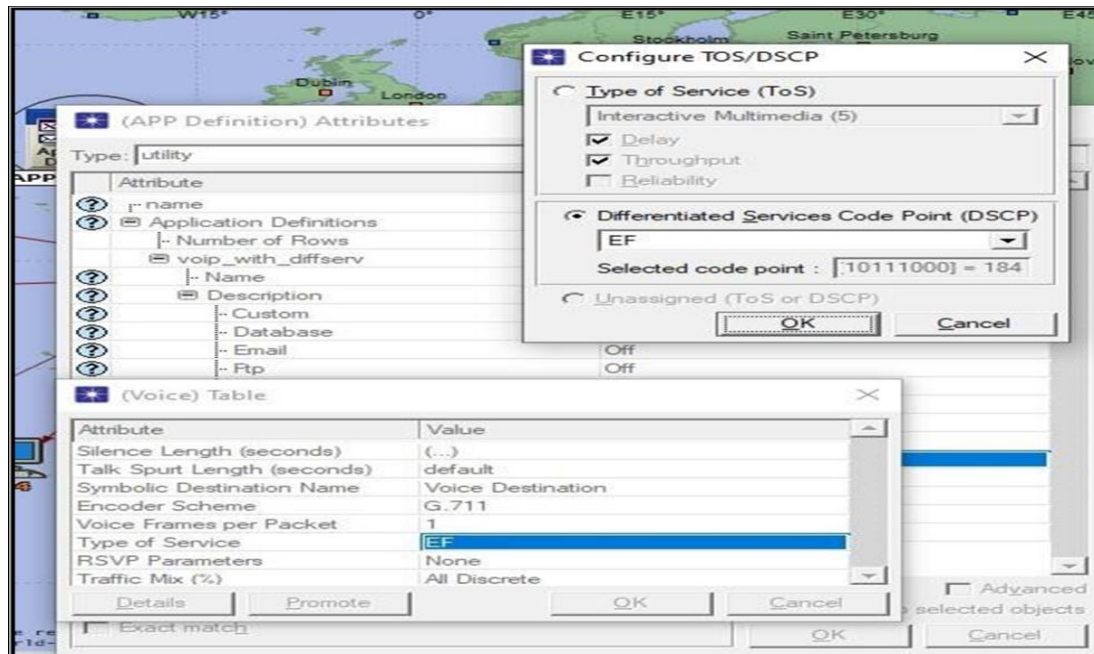 W15°
0°
E15°
E30°
E45
Stockholm
Saint Petersburg
Dublin
London
Configure TOS/DSCP
Type of Service (ToS)
Interactive Multimedia (5)
Delay
Throughput
Reliability
Differentiated Services Code Point (DSCP)
EF
Selected code point : 10111000] = 184
Unassigned (ToS or DSCP)
OK Cancel
(APP Definition) Attributes
Type: utility
APP
Attribute
name
Application Definitions
Number of Rows
voip_with_diffserv
Name
Description
Custom
Database
Email Off
Ftp Off
(Voice) Table
Attribute Value
Silence Length (seconds) (...)
Talk Spurt Length (seconds) default
Symbolic Destination Name Voice Destination
Encoder Scheme G.711
Voice Frames per Packet 1
Type of Service EF
RSVP Parameters None
Traffic Mix (%) All Discrete
Details Promote OK Cancel
Advanced
selected objects
Exact match
OK Cancel